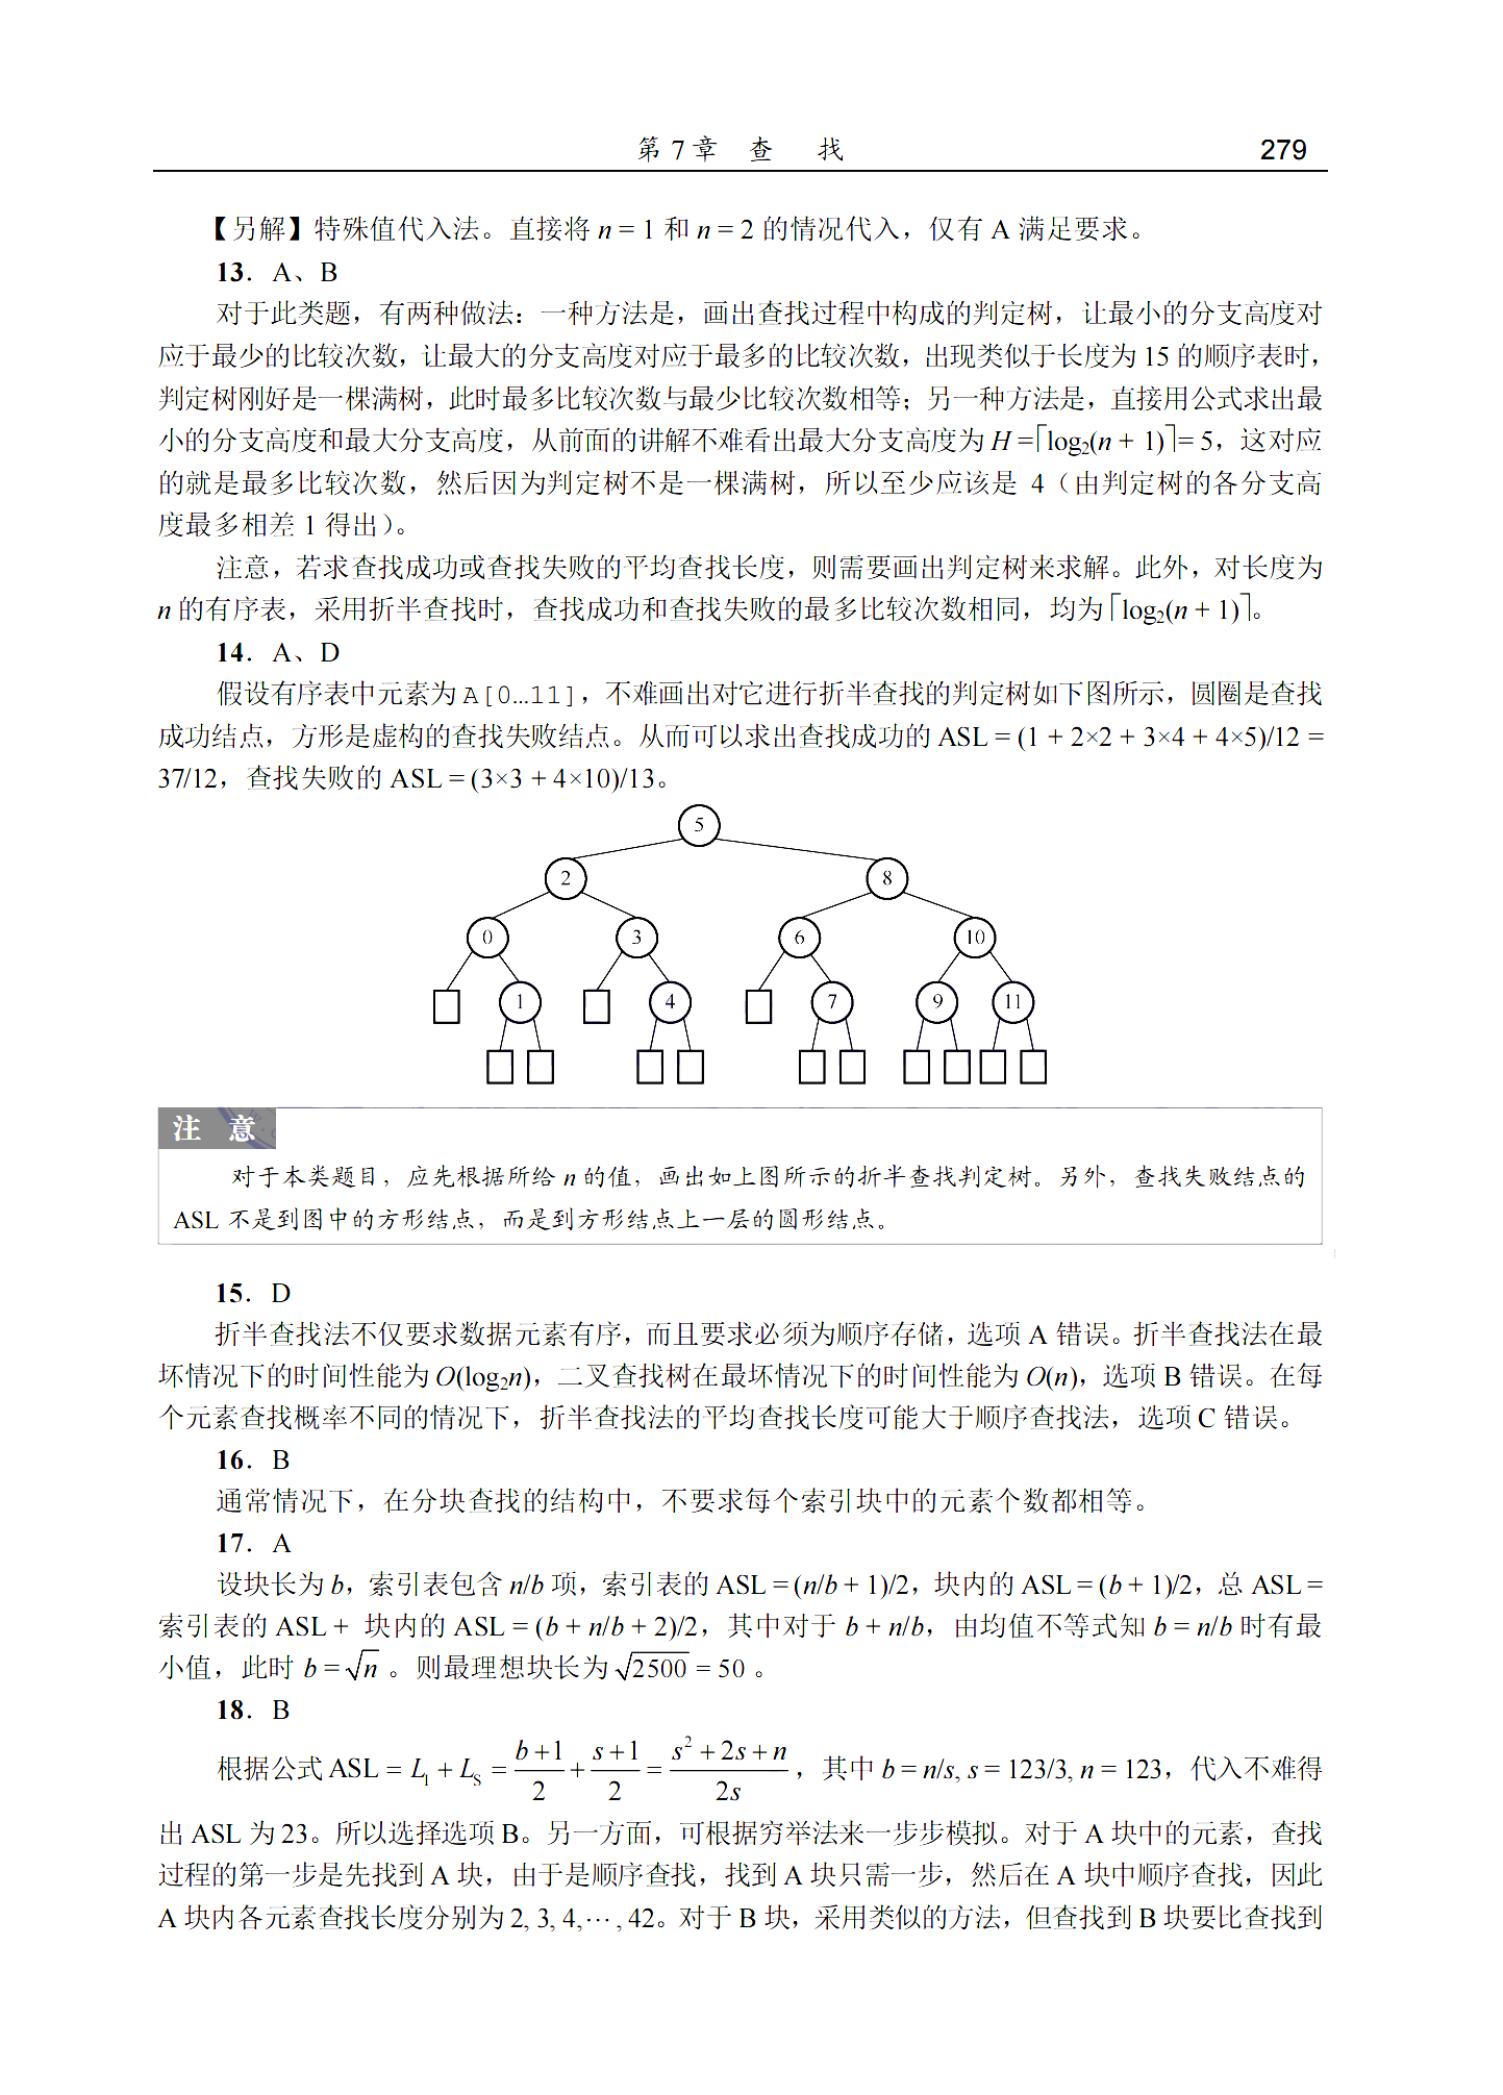 第 7 章 查 找 279
【另解】特殊值代入法。直接将 n = 1 和 n = 2 的情况代入，仅有 A 满足要求。
13． A、B
对于此类题，有两种做法：一种方法是，画出查找过程中构成的判定树，让最小的分支高度对
应于最少的比较次数，让最大的分支高度对应于最多的比较次数，出现类似于长度为 15 的顺序表时，
判定树刚好是一棵满树，此时最多比较次数与最少比较次数相等；另一种方法是，直接用公式求出最
小的分支高度和最大分支高度，从前面的讲解不难看出最大分支高度为 H =⌈log₂(n + 1)⌉= 5，这对应
的就是最多比较次数，然后因为判定树不是一棵满树，所以至少应该是 4（由判定树的各分支高
度最多相差 1 得出）。
注意，若求查找成功或查找失败的平均查找长度，则需要画出判定树来求解。此外，对长度为
n 的有序表，采用折半查找时，查找成功和查找失败的最多比较次数相同，均为⌈log₂(n + 1)⌉。
14． A、D
假设有序表中元素为 A[0…11]，不难画出对它进行折半查找的判定树如下图所示，圆圈是查找
成功结点，方形是虚构的查找失败结点。从而可以求出查找成功的 ASL = (1 + 2×2 + 3×4 + 4×5)/12 =
37/12，查找失败的 ASL = (3×3 + 4×10)/13。
5
2 8
0 3 6 10
1 4 7 9 11
注 意
对于本类题目，应先根据所给 n 的值，画出如上图所示的折半查找判定树。另外，查找失败结点的
ASL 不是到图中的方形结点，而是到方形结点上一层的圆形结点。
15． D
折半查找法不仅要求数据元素有序，而且要求必须为顺序存储，选项 A 错误。折半查找法在最
坏情况下的时间性能为 O(log₂n)，二叉查找树在最坏情况下的时间性能为 O(n)，选项 B 错误。在每
个元素查找概率不同的情况下，折半查找法的平均查找长度可能大于顺序查找法，选项 C 错误。
16． B
通常情况下，在分块查找的结构中，不要求每个索引块中的元素个数都相等。
17． A
设块长为 b，索引表包含 n/b 项，索引表的 ASL = (n/b + 1)/2，块内的 ASL = (b + 1)/2，总 ASL =
索引表的 ASL + 块内的 ASL = (b + n/b + 2)/2，其中对于 b + n/b，由均值不等式知 b = n/b 时有最
小值，此时 b = √n 。则最理想块长为 √2500 = 50 。
18． B
根据公式 ASL = L₁ + Lₛ = (b+1)/2 + (s+1)/2 = (s²+2s+n)/2s，其中 b = n/s, s = 123/3, n = 123，代入不难得
出 ASL 为 23。所以选择选项 B。另一方面，可根据穷举法来一步步模拟。对于 A 块中的元素，查找
过程的第一步是先找到 A 块，由于是顺序查找，找到 A 块只需一步，然后在 A 块中顺序查找，因此
A 块内各元素查找长度分别为 2, 3, 4,⋯, 42。对于 B 块，采用类似的方法，但查找到 B 块要比查找到